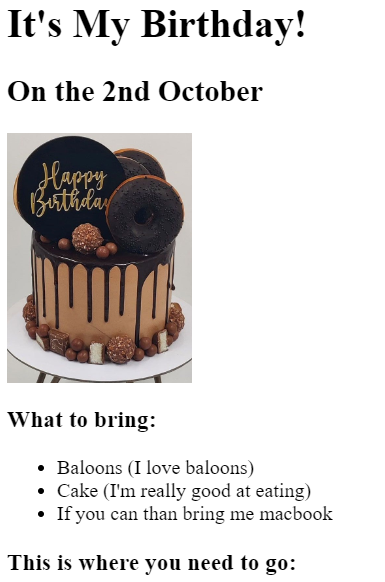 It's My Birthday!
On the 2nd October
Happy
Birthday
What to bring:
Baloons (I love baloons)
Cake (I'm really good at eating)
If you can than bring me macbook
This is where you need to go: